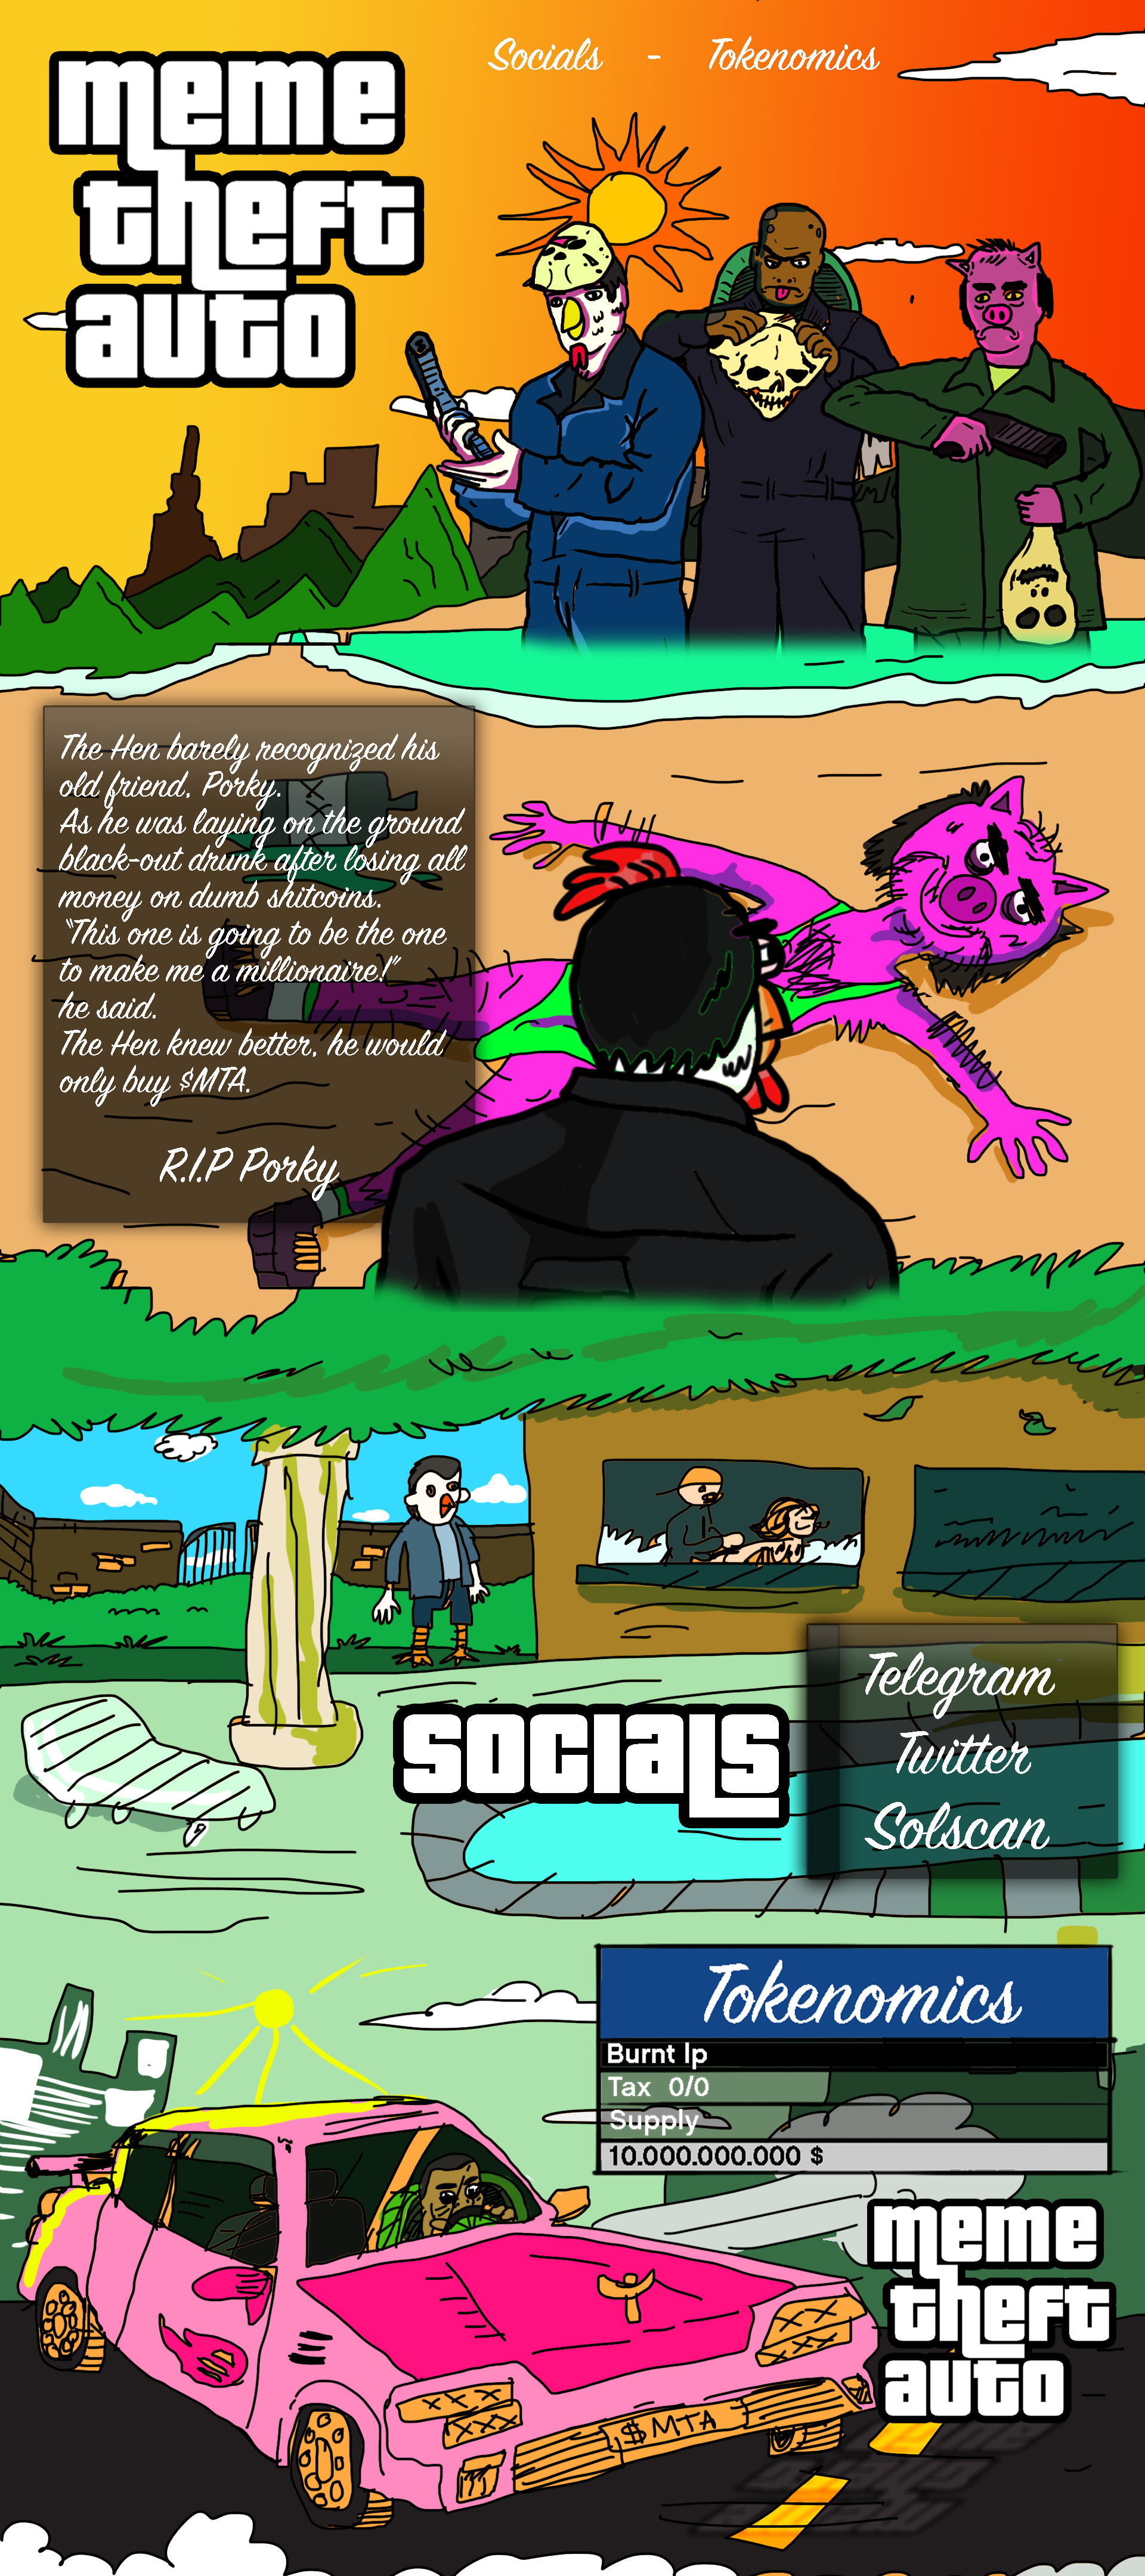 Socials - Tokenomics
meme
theft
auto
The Hen barely recognized his
old friend, Porky.
As he was laying on the ground
black-out drunk after losing all
money on dumb shitcoins.
"This one is going to be the one
to make me a millionaire!"
he said.
The Hen knew better, he would
only buy $MTA.
R.I.P Porky
socials
Telegram
Twitter
Solscan
Tokenomics
Burnt lp
Tax 0/0
Supply
10.000.000.000 $
meme
theft
auto
$MTA